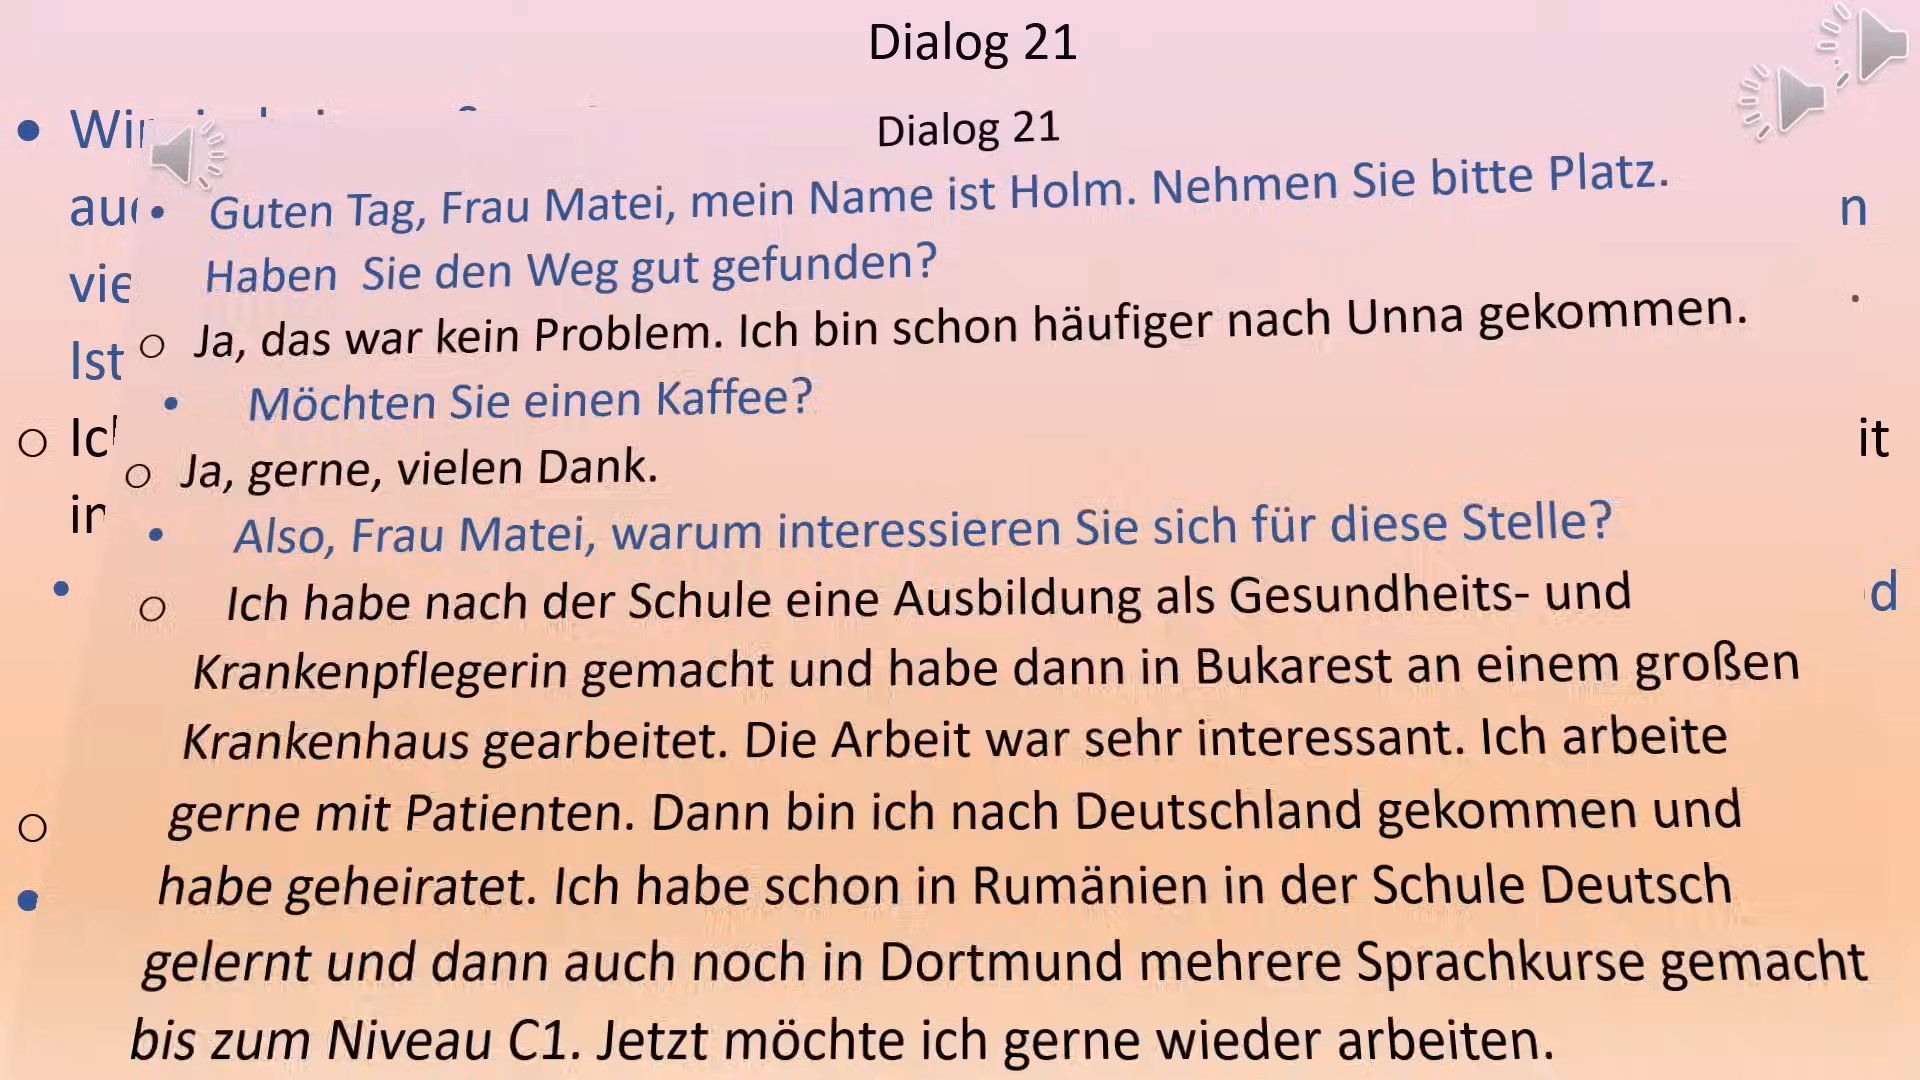 Dialog 21
Dialog 21
• Guten Tag, Frau Matei, mein Name ist Holm. Nehmen Sie bitte Platz.
Haben Sie den Weg gut gefunden?
o Ja, das war kein Problem. Ich bin schon häufiger nach Unna gekommen.
• Möchten Sie einen Kaffee?
o Ja, gerne, vielen Dank.
• Also, Frau Matei, warum interessieren Sie sich für diese Stelle?
o Ich habe nach der Schule eine Ausbildung als Gesundheits- und
Krankenpflegerin gemacht und habe dann in Bukarest an einem großen
Krankenhaus gearbeitet. Die Arbeit war sehr interessant. Ich arbeite
gerne mit Patienten. Dann bin ich nach Deutschland gekommen und
habe geheiratet. Ich habe schon in Rumänien in der Schule Deutsch
gelernt und dann auch noch in Dortmund mehrere Sprachkurse gemacht
bis zum Niveau C1. Jetzt möchte ich gerne wieder arbeiten.